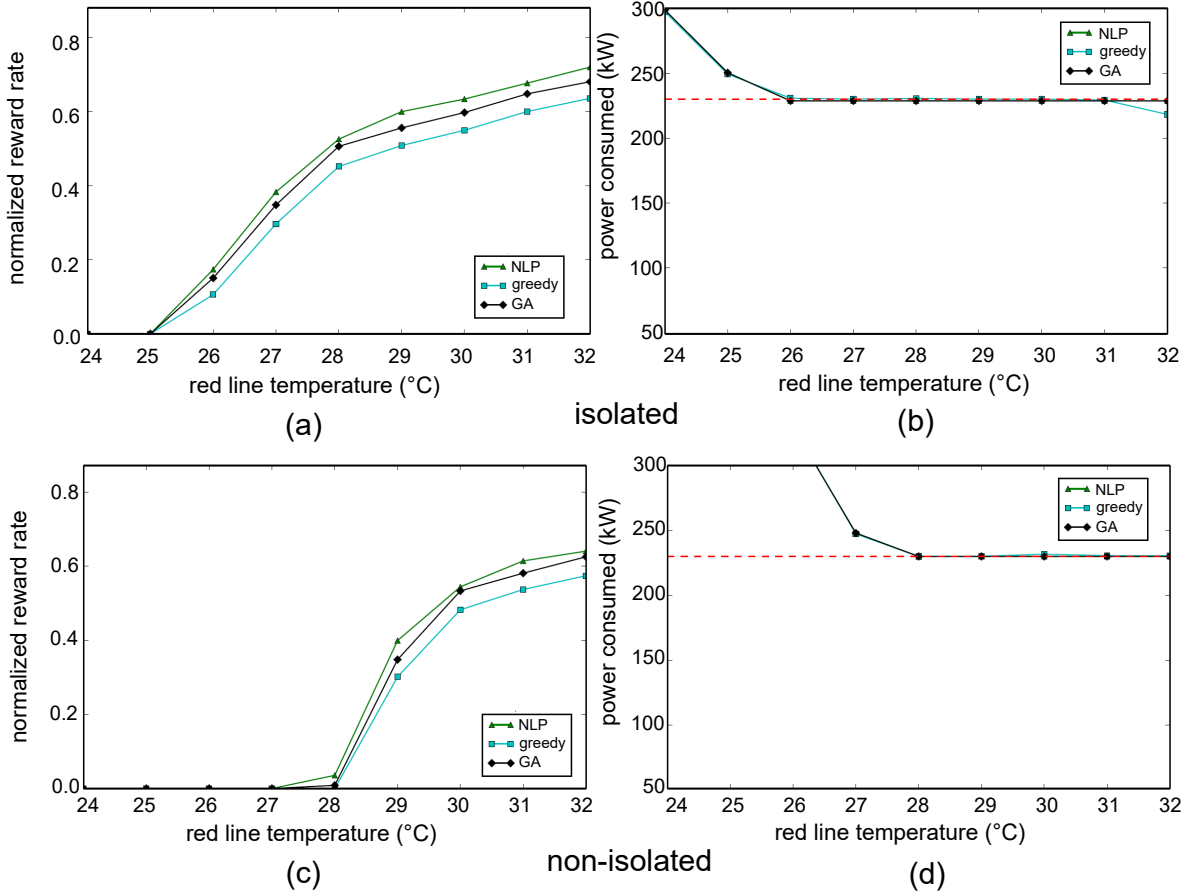 normalized reward rate
0.8
0.6
0.4
0.2
0.0
NLP
greedy
GA
24 25 26 27 28 29 30 31 32
red line temperature (°C)
(a)
power consumed (kW)
300
250
200
150
100
50
NLP
greedy
GA
24 25 26 27 28 29 30 31 32
red line temperature (°C)
(b)
isolated
normalized reward rate
0.8
0.6
0.4
0.2
0.0
NLP
greedy
GA
24 25 26 27 28 29 30 31 32
red line temperature (°C)
(c)
power consumed (kW)
300
250
200
150
100
50
NLP
greedy
GA
24 25 26 27 28 29 30 31 32
red line temperature (°C)
(d)
non-isolated